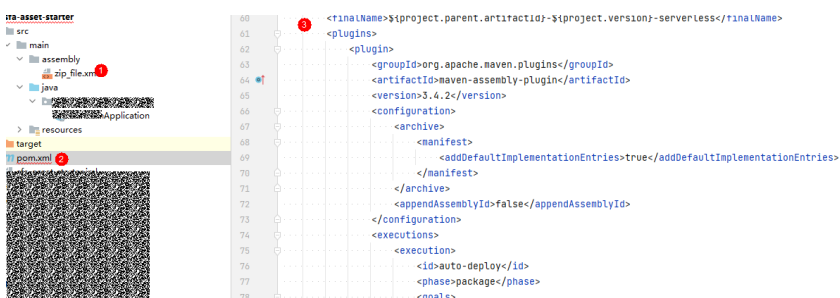 sfa-asset-starter
src
main
assembly
zip_file.xm
1
java
Application
resources
target
pom.xml
2
3
60 <finalName>${project.parent.artifactId}-${project.version}-serverless</finalName>
61 <plugins>
62 <plugin>
63 <groupId>org.apache.maven.plugins</groupId>
64 <artifactId>maven-assembly-plugin</artifactId>
65 <version>3.4.2</version>
66 <configuration>
67 <archive>
68 <manifest>
69 <addDefaultImplementationEntries>true</addDefaultImplementationEntries>
70 </manifest>
71 </archive>
72 <appendAssemblyId>false</appendAssemblyId>
73 </configuration>
74 <executions>
75 <execution>
76 <id>auto-deploy</id>
77 <phase>package</phase>
78 <goals>